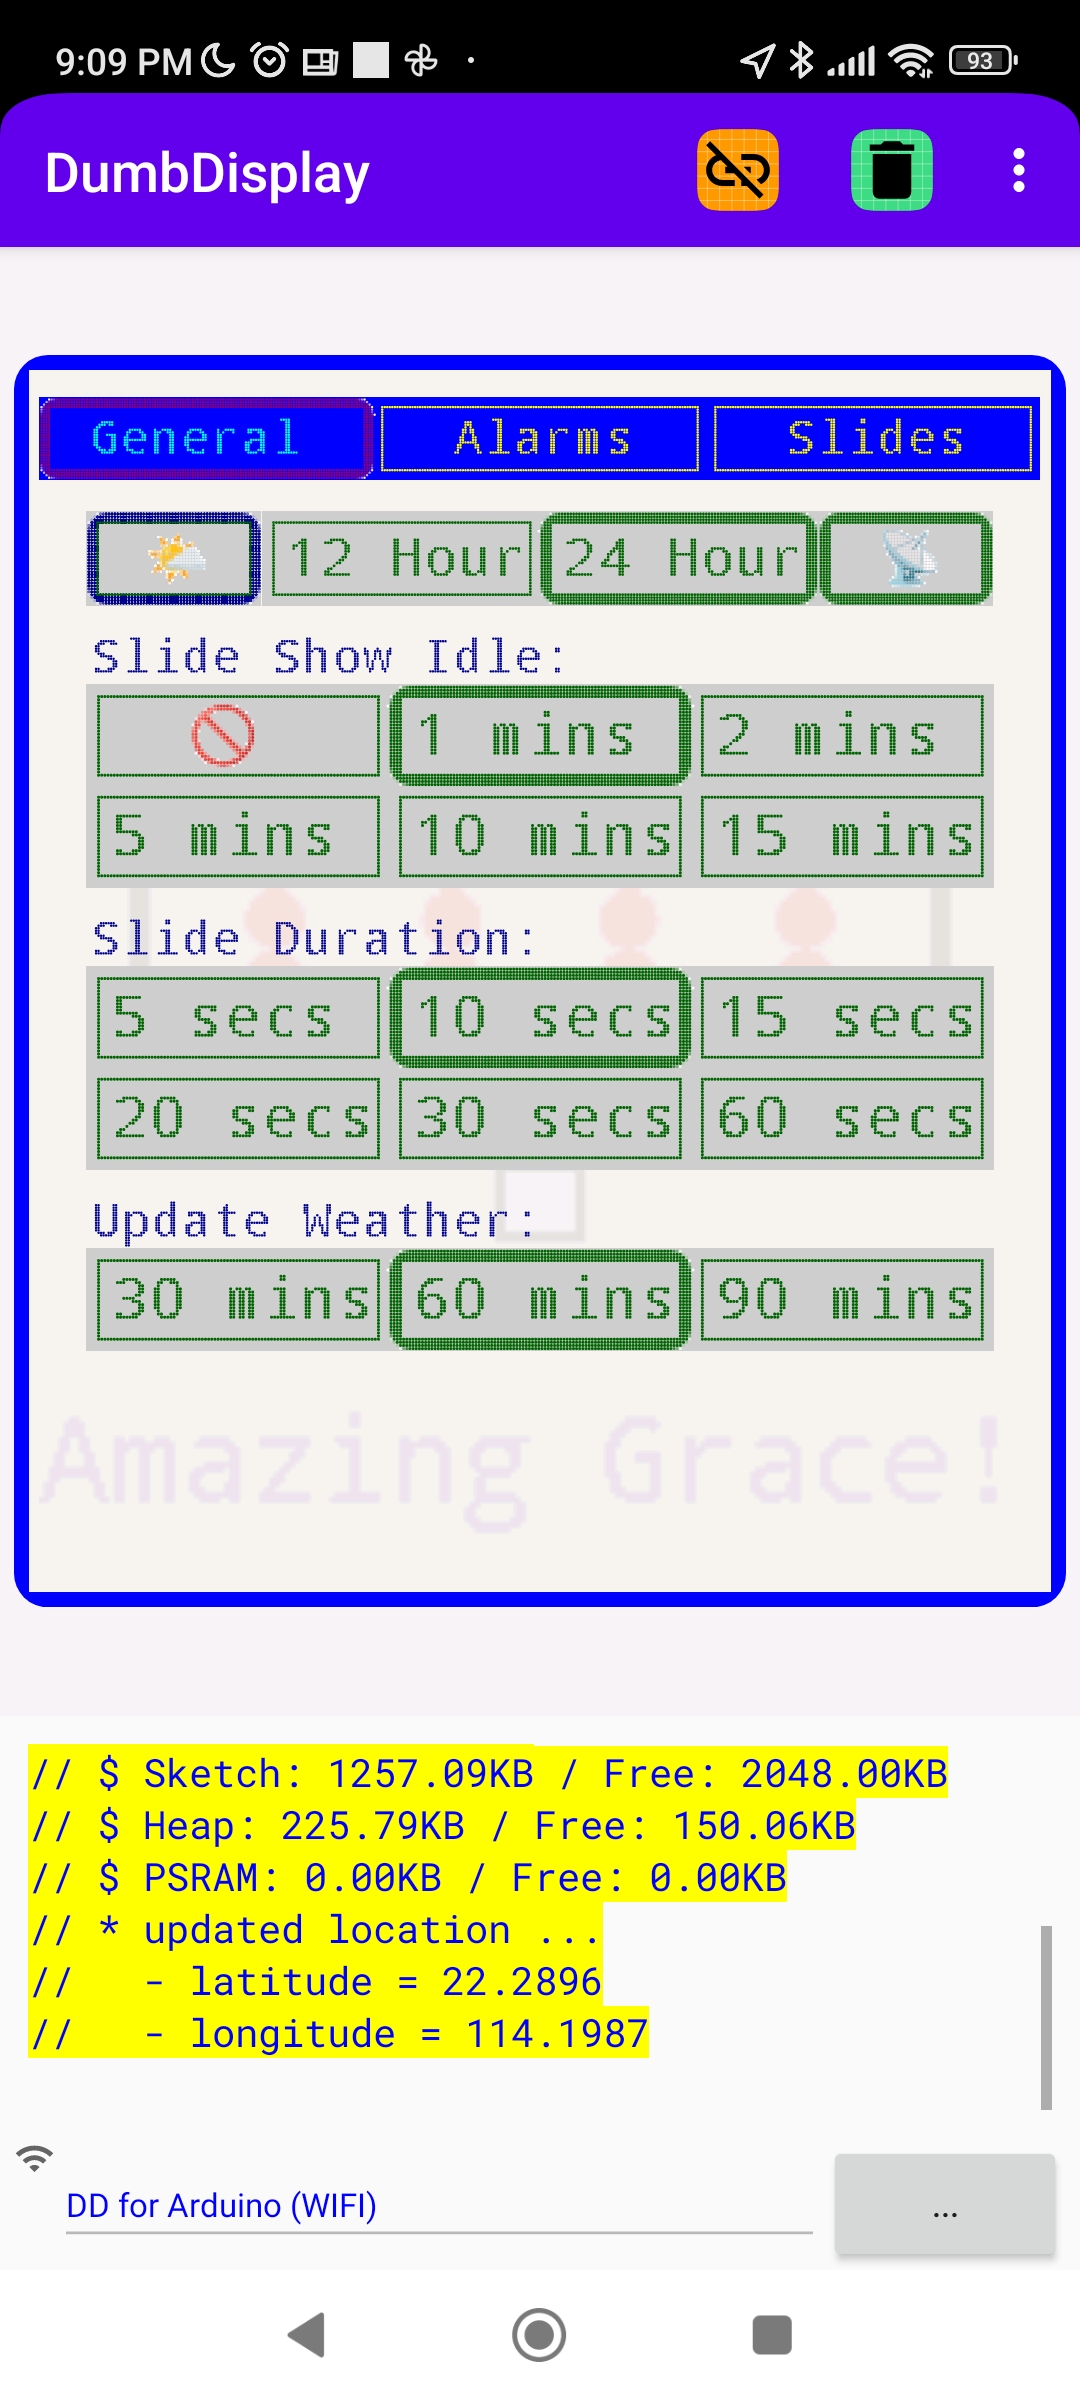 9:09 PM 93
DumbDisplay
General Alarms Slides
12 Hour 24 Hour
Slide Show Idle:
1 mins 2 mins
5 mins 10 mins 15 mins
Slide Duration:
5 secs 10 secs 15 secs
20 secs 30 secs 60 secs
Update Weather:
30 mins 60 mins 90 mins
Amazing Grace!
// $ Sketch: 1257.09KB / Free: 2048.00KB
// $ Heap: 225.79KB / Free: 150.06KB
// $ PSRAM: 0.00KB / Free: 0.00KB
// * updated location ...
//   - latitude = 22.2896
//   - longitude = 114.1987
DD for Arduino (WIFI) ...